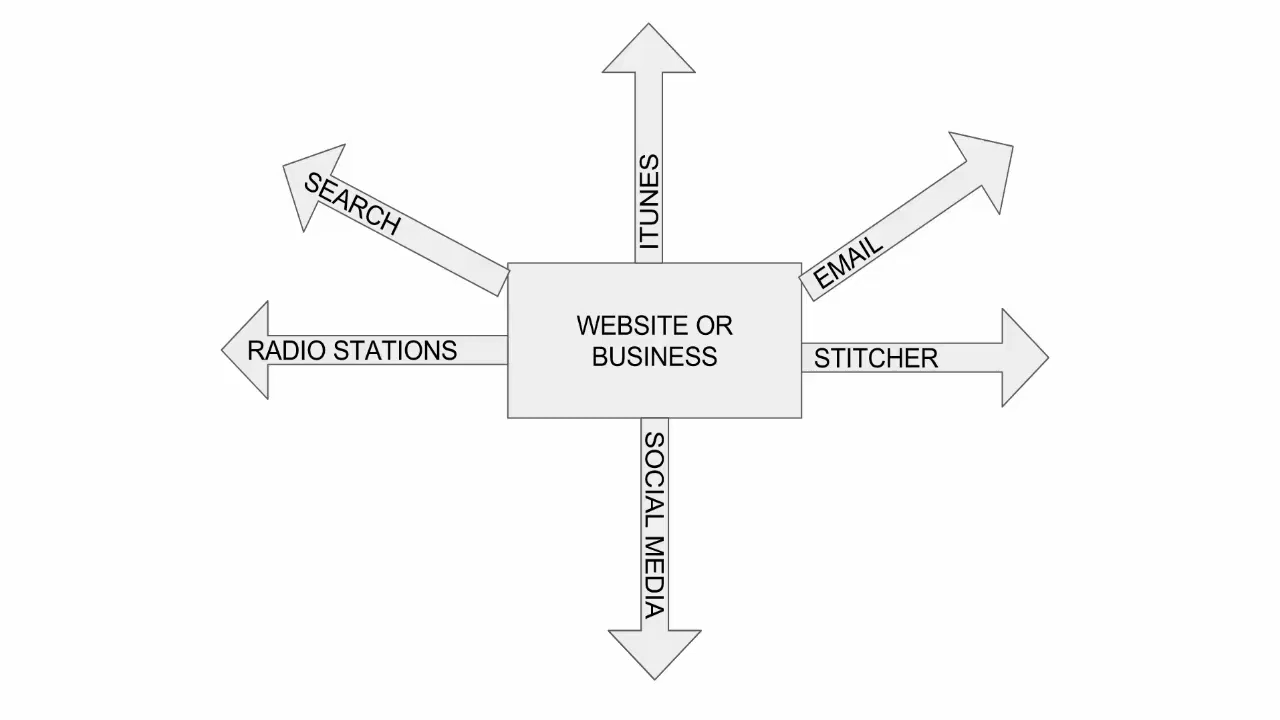 ITUNES
SEARCH
EMAIL
WEBSITE OR
BUSINESS
RADIO STATIONS
STITCHER
SOCIAL MEDIA